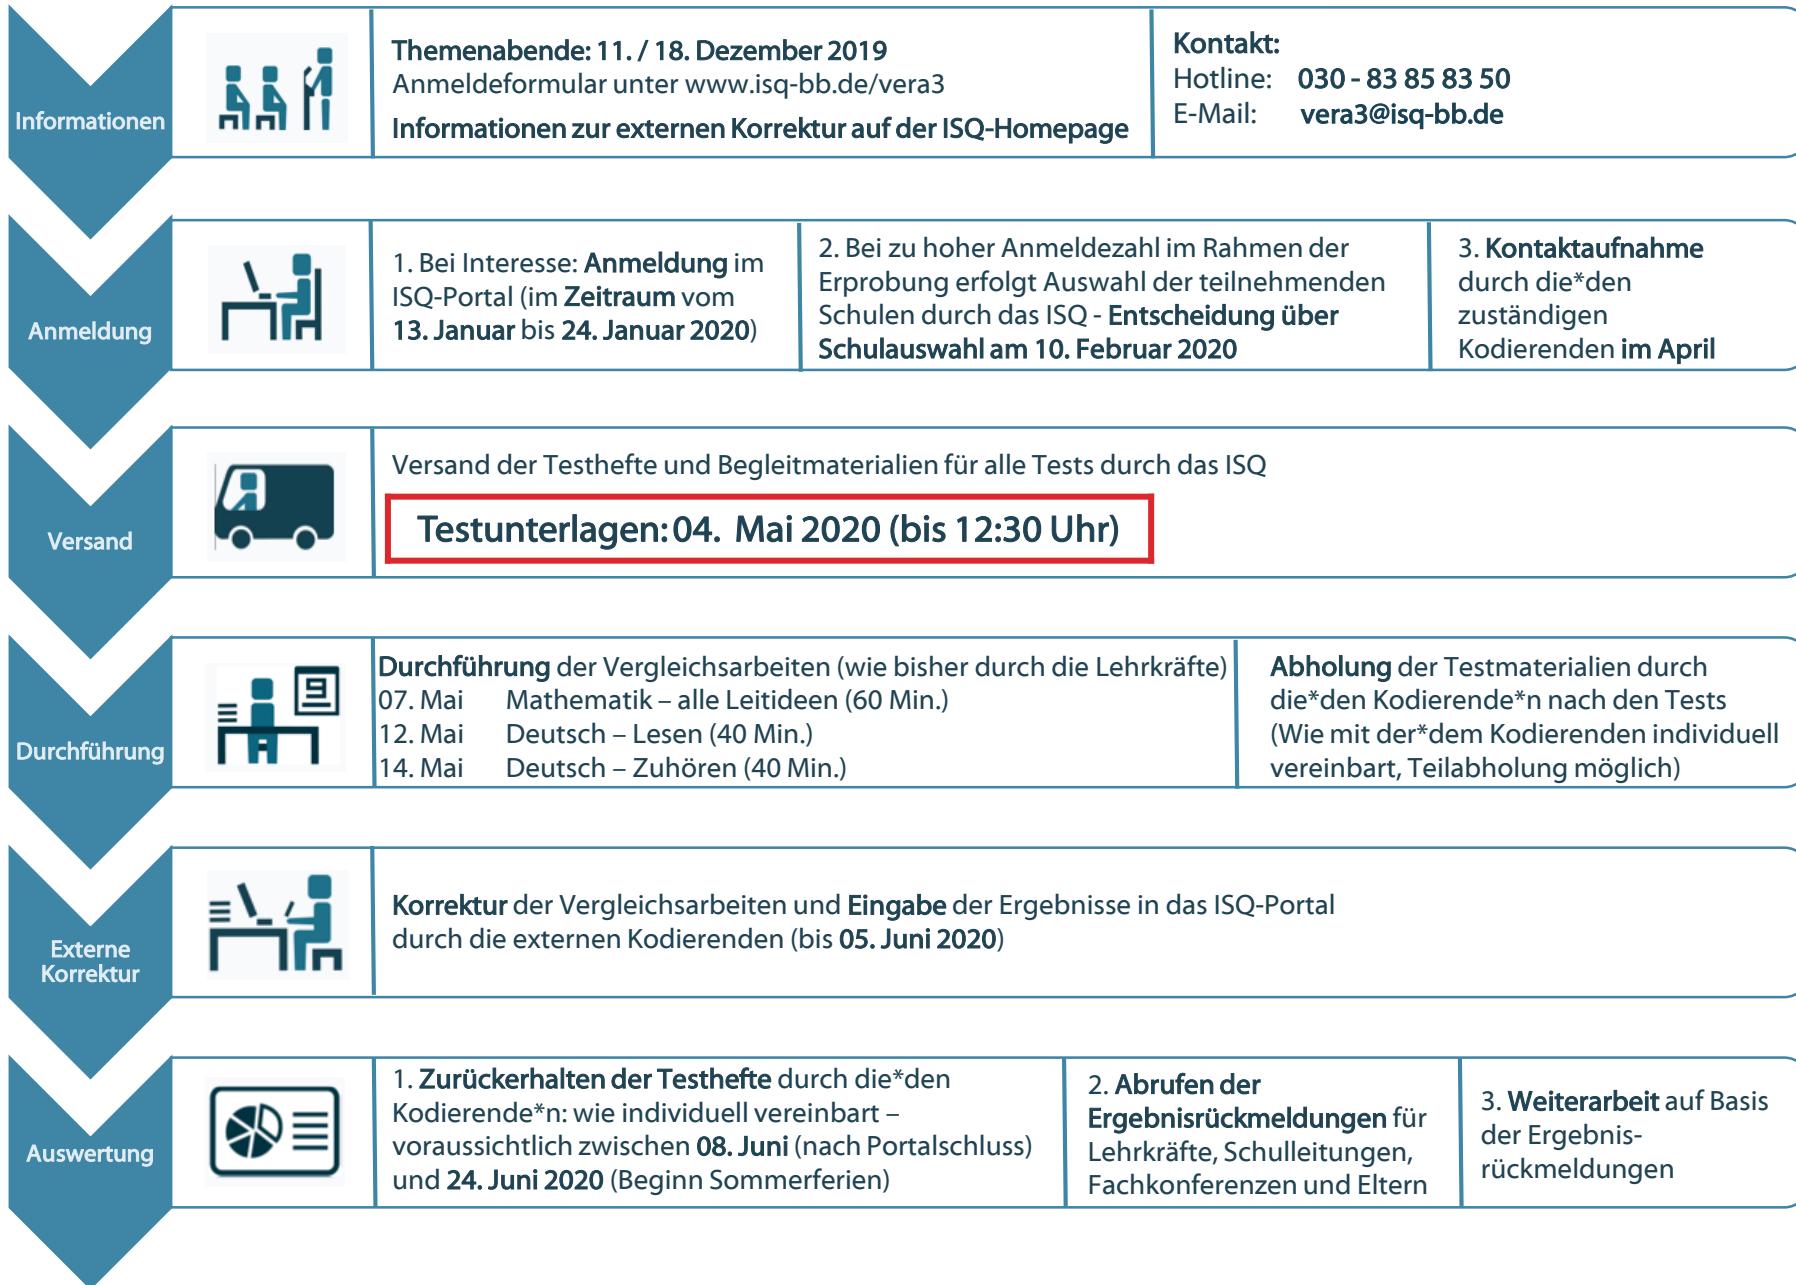 Informationen
Themenabende: 11. / 18. Dezember 2019
Anmeldeformular unter www.isq-bb.de/vera3
Informationen zur externen Korrektur auf der ISQ-Homepage
Kontakt:
Hotline: 030 - 83 85 83 50
E-Mail: vera3@isq-bb.de
Anmeldung
1. Bei Interesse: Anmeldung im
ISQ-Portal (im Zeitraum vom
13. Januar bis 24. Januar 2020)
2. Bei zu hoher Anmeldezahl im Rahmen der
Erprobung erfolgt Auswahl der teilnehmenden
Schulen durch das ISQ - Entscheidung über
Schulauswahl am 10. Februar 2020
3. Kontaktaufnahme
durch die*den
zuständigen
Kodierenden im April
Versand
Versand der Testhefte und Begleitmaterialien für alle Tests durch das ISQ
Testunterlagen: 04. Mai 2020 (bis 12:30 Uhr)
Durchführung
9
Durchführung der Vergleichsarbeiten (wie bisher durch die Lehrkräfte)
07. Mai Mathematik – alle Leitideen (60 Min.)
12. Mai Deutsch – Lesen (40 Min.)
14. Mai Deutsch – Zuhören (40 Min.)
Abholung der Testmaterialien durch
die*den Kodierende*n nach den Tests
(Wie mit der*dem Kodierenden individuell
vereinbart, Teilabholung möglich)
Externe
Korrektur
Korrektur der Vergleichsarbeiten und Eingabe der Ergebnisse in das ISQ-Portal
durch die externen Kodierenden (bis 05. Juni 2020)
Auswertung
1. Zurückerhalten der Testhefte durch die*den
Kodierende*n: wie individuell vereinbart –
voraussichtlich zwischen 08. Juni (nach Portalschluss)
und 24. Juni 2020 (Beginn Sommerferien)
2. Abrufen der
Ergebnisrückmeldungen für
Lehrkräfte, Schulleitungen,
Fachkonferenzen und Eltern
3. Weiterarbeit auf Basis
der Ergebnis-
rückmeldungen